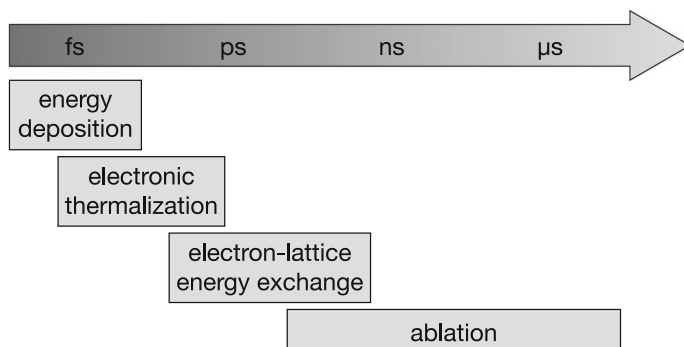 fs ps ns µs
energy
deposition
electronic
thermalization
electron-lattice
energy exchange
ablation